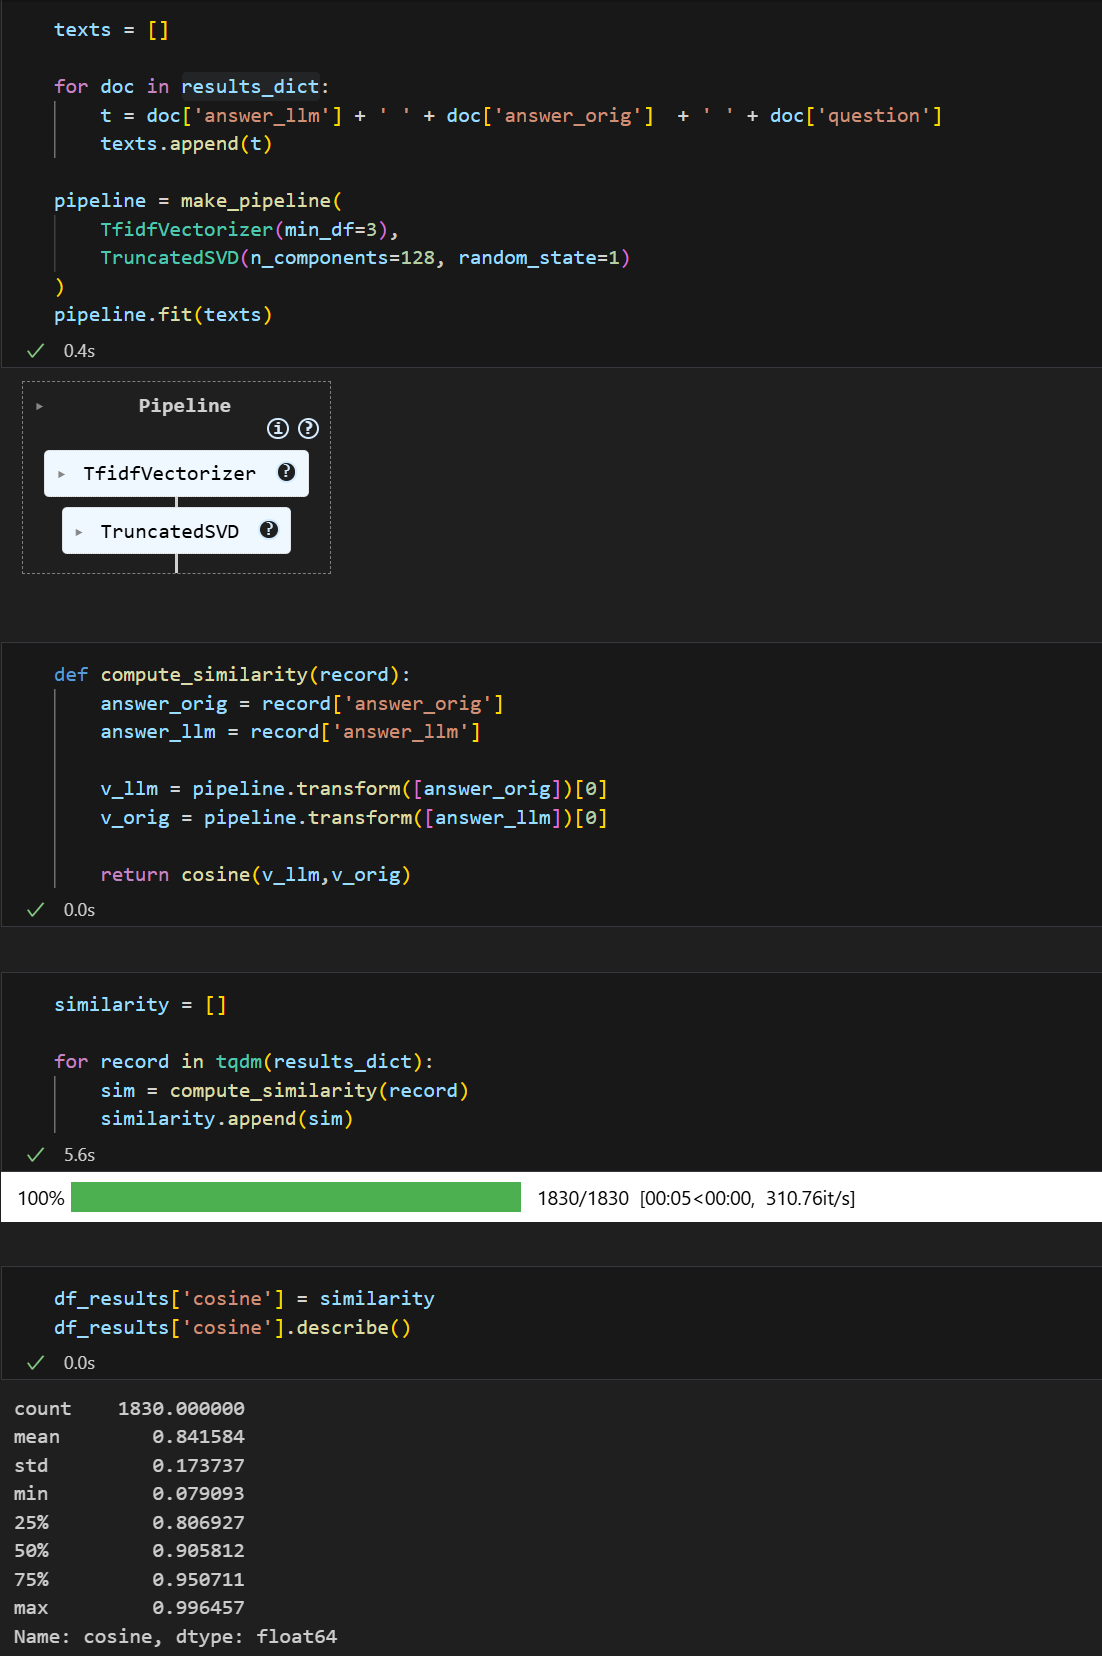 texts = []
for doc in results_dict:
t = doc['answer_llm'] + ' ' + doc['answer_orig']  + ' ' + doc['question']
texts.append(t)
pipeline = make_pipeline(
TfidfVectorizer(min_df=3),
TruncatedSVD(n_components=128, random_state=1)
)
pipeline.fit(texts)
0.4s
Pipeline
TfidfVectorizer
TruncatedSVD
def compute_similarity(record):
answer_orig = record['answer_orig']
answer_llm = record['answer_llm']
v_llm = pipeline.transform([answer_orig])[0]
v_orig = pipeline.transform([answer_llm])[0]
return cosine(v_llm,v_orig)
0.0s
similarity = []
for record in tqdm(results_dict):
sim = compute_similarity(record)
similarity.append(sim)
5.6s
100% 1830/1830 [00:05<00:00, 310.76it/s]
df_results['cosine'] = similarity
df_results['cosine'].describe()
0.0s
count 1830.000000
mean 0.841584
std 0.173737
min 0.079093
25% 0.806927
50% 0.905812
75% 0.950711
max 0.996457
Name: cosine, dtype: float64